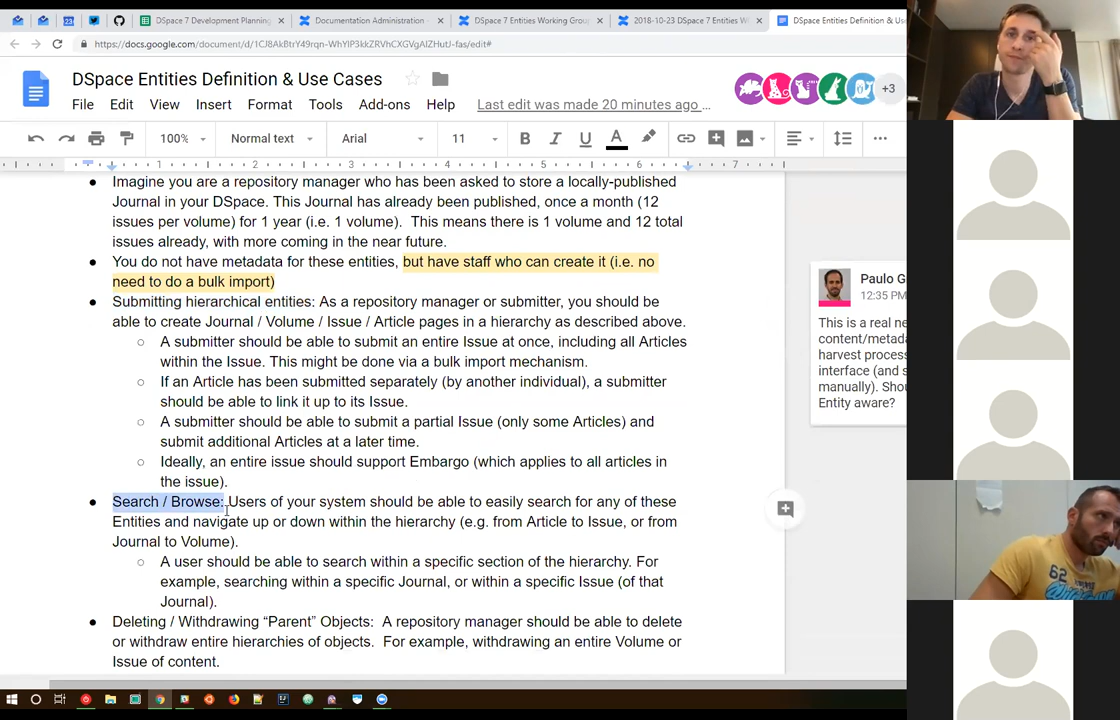 DSpace 7 Development Planning
Documentation Administration -
DSpace 7 Entities Working Grou
2018-10-23 DSpace 7 Entities W
DSpace Entities Definition & Us
https://docs.google.com/document/d/1CJ8AkBtrY49rqn-WhYlP3kkZRVhCXGVgAlZHutJ-fas/edit#
DSpace Entities Definition & Use Cases
+3
File Edit View Insert Format Tools Add-ons Help Last edit was made 20 minutes ago ...
100% Normal text Arial 11 B I U A
1 2 3 4 5 6 7
● Imagine you are a repository manager who has been asked to store a locally-published
Journal in your DSpace. This Journal has already been published, once a month (12
issues per volume) for 1 year (i.e. 1 volume). This means there is 1 volume and 12 total
issues already, with more coming in the near future.
● You do not have metadata for these entities, but have staff who can create it (i.e. no
need to do a bulk import)
● Submitting hierarchical entities: As a repository manager or submitter, you should be
able to create Journal / Volume / Issue / Article pages in a hierarchy as described above.
○ A submitter should be able to submit an entire Issue at once, including all Articles
within the Issue. This might be done via a bulk import mechanism.
○ If an Article has been submitted separately (by another individual), a submitter
should be able to link it up to its Issue.
○ A submitter should be able to submit a partial Issue (only some Articles) and
submit additional Articles at a later time.
○ Ideally, an entire issue should support Embargo (which applies to all articles in
the issue).
● Search / Browse: Users of your system should be able to easily search for any of these
Entities and navigate up or down within the hierarchy (e.g. from Article to Issue, or from
Journal to Volume).
○ A user should be able to search within a specific section of the hierarchy. For
example, searching within a specific Journal, or within a specific Issue (of that
Journal).
● Deleting / Withdrawing “Parent” Objects: A repository manager should be able to delete
or withdraw entire hierarchies of objects. For example, withdrawing an entire Volume or
Issue of content.
Paulo G
12:35 PM
This is a real ne
content/metada
harvest process
interface (and s
manually). Shou
Entity aware?
62